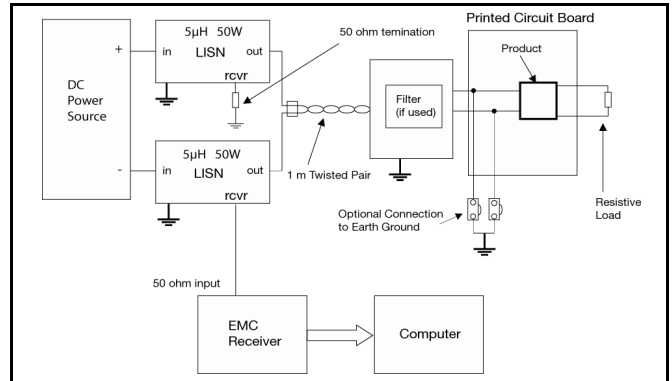 Printed Circuit Board
5µH 50W
LISN
in
out
rcvr
50 ohm temination
Product
+
DC
Power
Source
-
Filter
(if used)
5µH 50W
LISN
in
out
rcvr
1 m Twisted Pair
Optional Connection
to Earth Ground
Resistive
Load
50 ohm input
EMC
Receiver
Computer